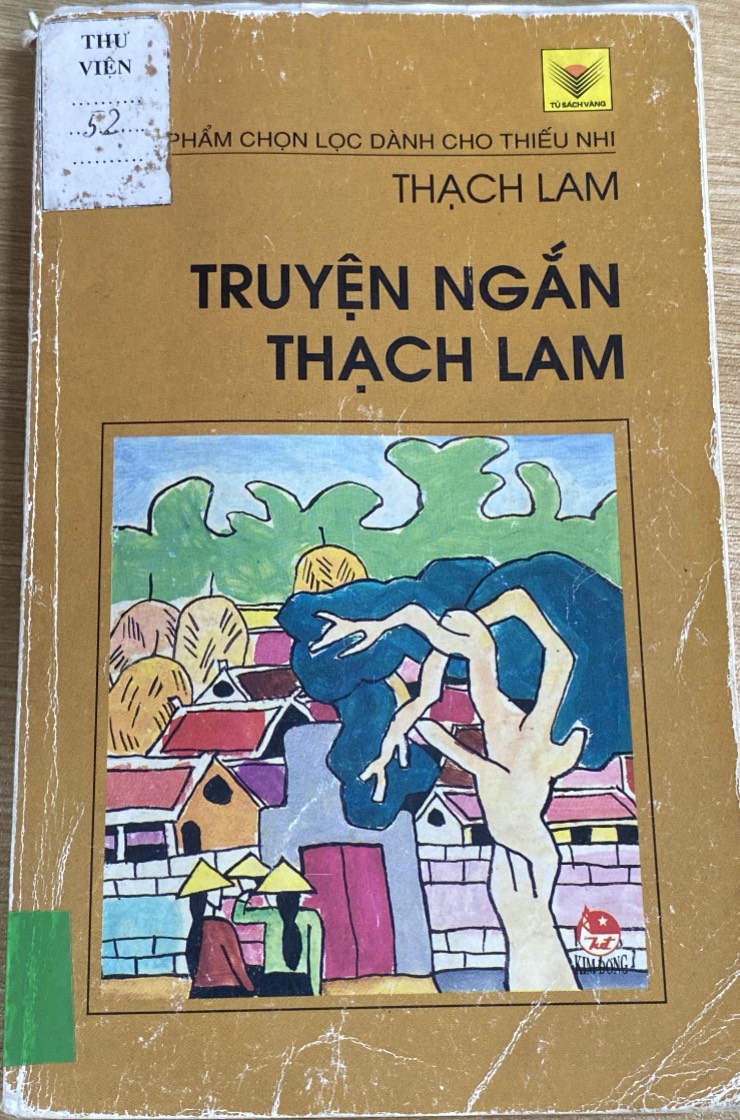 THƯ
VIỆN
52
TỦ SÁCH VÀNG
PHẨM CHỌN LỌC DÀNH CHO THIẾU NHI
THẠCH LAM
TRUYỆN NGẮN
THẠCH LAM
KIM ĐỒNG